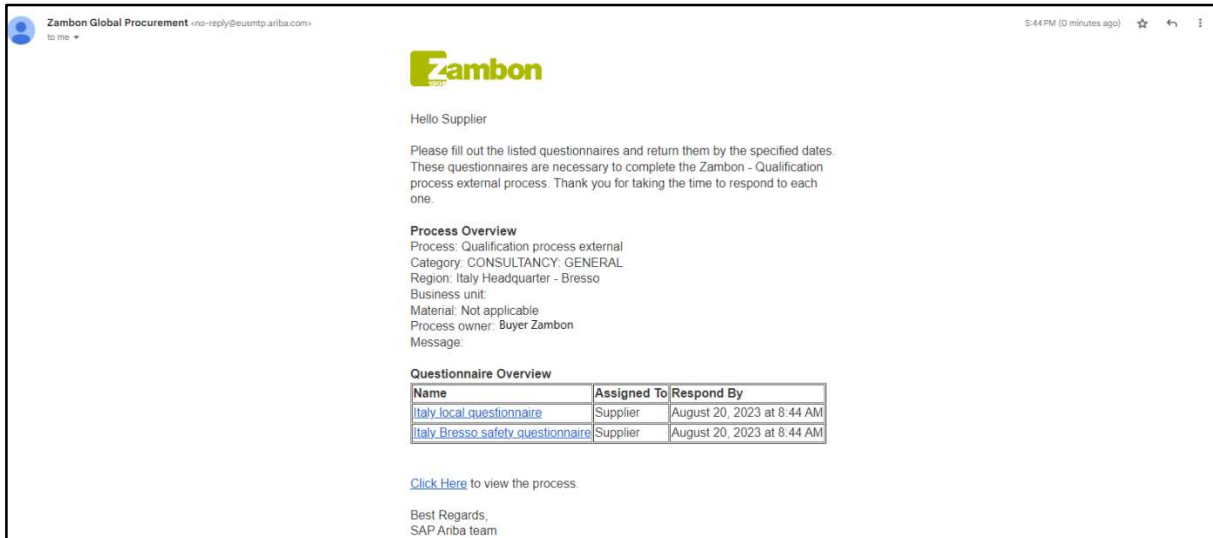 Zambon Global Procurement <no-reply@eusmtp.ariba.com>
5:44 PM (0 minutes ago)
to me
Zambon
1906
Hello Supplier
Please fill out the listed questionnaires and return them by the specified dates.
These questionnaires are necessary to complete the Zambon - Qualification
process external process. Thank you for taking the time to respond to each
one.
Process Overview
Process: Qualification process external
Category: CONSULTANCY: GENERAL
Region: Italy Headquarter - Bresso
Business unit:
Material: Not applicable
Process owner: Buyer Zambon
Message:
Questionnaire Overview
Name Assigned To Respond By
Italy local questionnaire Supplier August 20, 2023 at 8:44 AM
Italy Bresso safety questionnaire Supplier August 20, 2023 at 8:44 AM
Click Here to view the process.
Best Regards,
SAP Ariba team